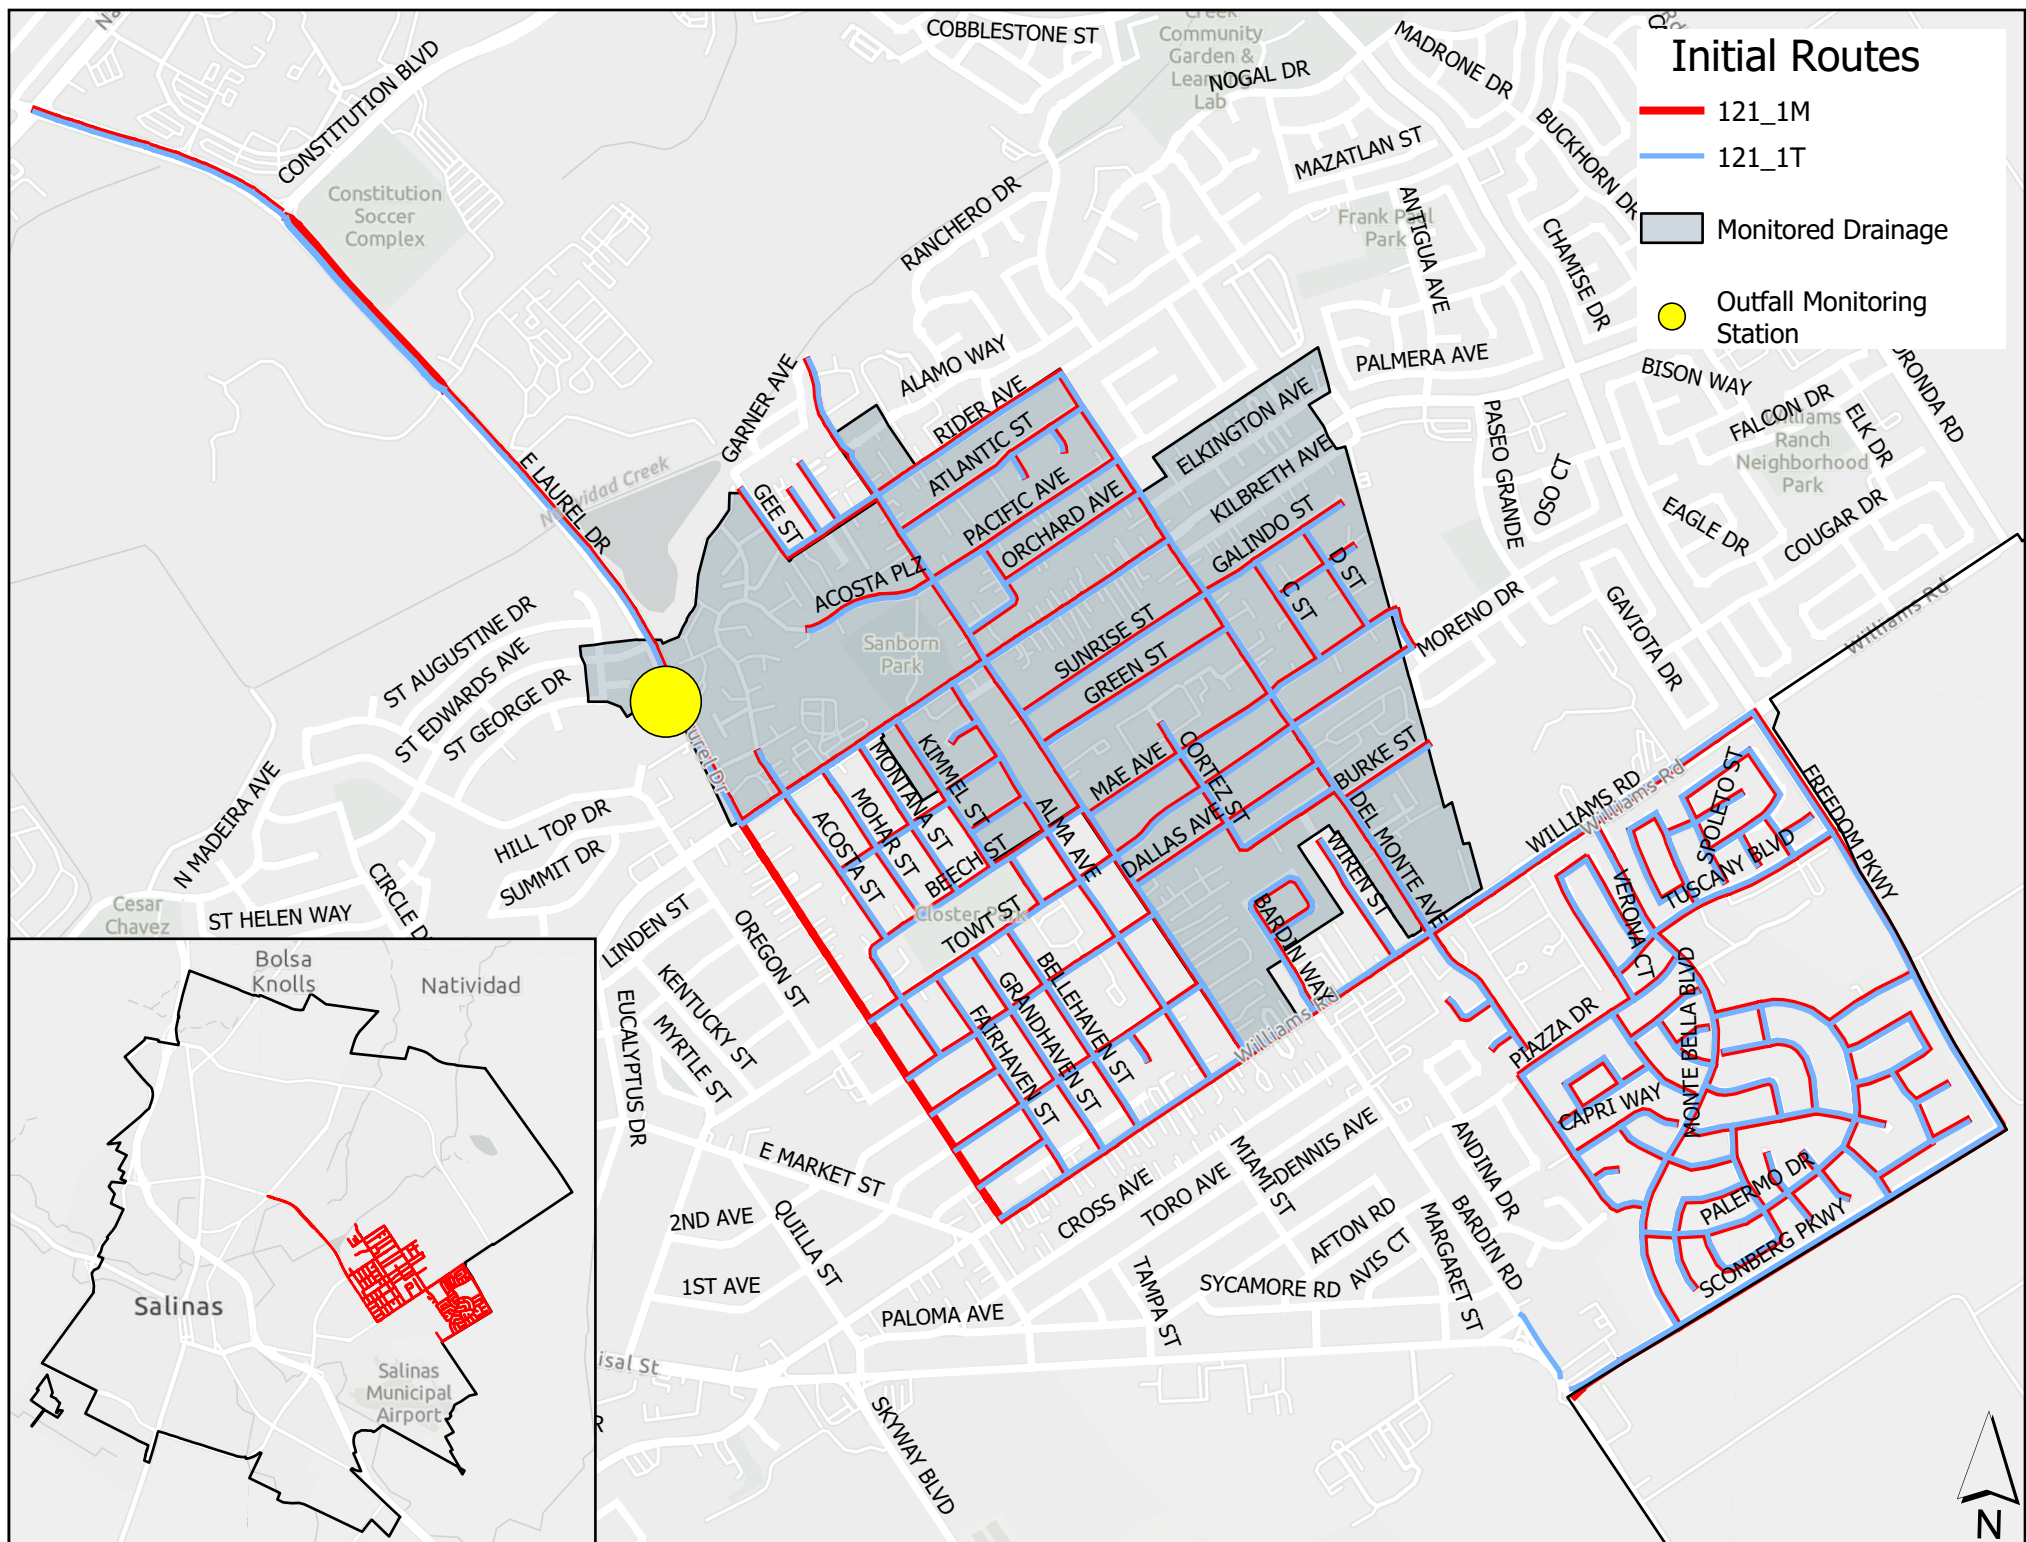 Initial Routes
121_1M
121_1T
Monitored Drainage
Outfall Monitoring
Station
COBBLESTONE ST
Creek
Community
Garden &
Learning
Lab
NOGAL DR
MADRONE DR
CONSTITUTION BLVD
Constitution
Soccer
Complex
MAZATLAN ST
BUCKHORN DR
Frank Paul
Park
ANTIGUA AVE
CHAMISE DR
RANCHERO DR
PALMERA AVE
BISON WAY
FALCON DR
ELK DR
Williams
Ranch
Neighborhood
Park
COUGAR DR
EAGLE DR
PASEO GRANDE
OSO CT
GARNER AVE
ALAMO WAY
RIDER AVE
ATLANTIC ST
PACIFIC AVE
ORCHARD AVE
ELKINGTON AVE
KILBRETH AVE
GALINDO ST
D ST
C ST
E LAUREL DR
GEE ST
ACOSTA PLZ
Sanborn
Park
SUNRISE ST
GREEN ST
MORENO DR
GAVIOTA DR
Williams Rd
ST AUGUSTINE DR
ST EDWARDS AVE
ST GEORGE DR
N MADEIRA AVE
HILL TOP DR
SUMMIT DR
CIRCLE D
ST HELEN WAY
Cesar
Chavez
LINDEN ST
OREGON ST
KENTUCKY ST
MYRTLE ST
EUCALYPTUS DR
ACOSTA ST
MOHAR ST
MONTANA ST
KIMMEL ST
BEECH ST
ALMA AVE
MAE AVE
CORTEZ ST
DALLAS AVE
BURKE ST
DEL MONTE AVE
WIREN ST
BARDIN WAY
Closter Park
TOWT ST
BELLEHAVEN ST
GRANDHAVEN ST
FAIRHAVEN ST
Williams Rd
WILLIAMS RD
Williams Rd
SPOLETO ST
TUSCANY BLVD
FREEDOM PKWY
VERONA CT
PIAZZA DR
MONTE BELLA BLVD
CAPRI WAY
PALERMO DR
SCONBERG PKWY
E MARKET ST
2ND AVE
1ST AVE
QUILLA ST
PALOMA AVE
CROSS AVE
TORO AVE
MIAMI ST
DENNIS AVE
TAMPA ST
SYCAMORE RD
AFTON RD
AVIS CT
MARGARET ST
BARDIN RD
ANDINA DR
SKYWAY BLVD
isal St
Bolsa
Knolls
Natividad
Salinas
Salinas
Municipal
Airport
N